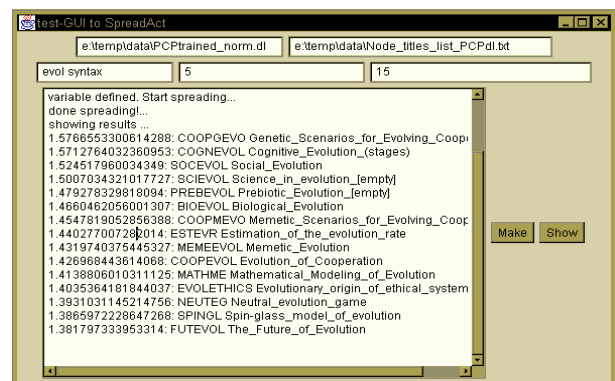 test-GUI to SpreadAct
e:\temp\data\PCPtrained_norm.dl e:\temp\data\Node_titles_list_PCPdl.txt
evol syntax 5 15
variable defined. Start spreading...
done spreading!...
showing results ...
1.5766553300614288: COOPGEVO Genetic_Scenarios_for_Evolving_Coop
1.5712764032360953: COGNEVOL Cognitive_Evolution_(stages)
1.524517960034349: SOCEVOL Social_Evolution
1.5007034321017727: SCIEVOL Science_in_evolution_[empty]
1.479278329818094: PREBEVOL Prebiotic_Evolution_[empty]
1.4660462056001307: BIOEVOL Biological_Evolution
1.4547819052856388: COOPMEVO Memetic_Scenarios_for_Evolving_Coop
1.440277007282014: ESTEVR Estimation_of_the_evolution_rate
1.4319740375445327: MEMEEVOL Memetic_Evolution
1.426968443614068: COOPEVOL Evolution_of_Cooperation
1.4138806010311125: MATHME Mathematical_Modeling_of_Evolution
1.4035364181844037: EVOLETHICS Evolutionary_origin_of_ethical_system
1.3931031145214756: NEUTEG Neutral_evolution_game
1.3865972228647268: SPINGL Spin-glass_model_of_evolution
1.381797333953314: FUTEVOL The_Future_of_Evolution
Make Show